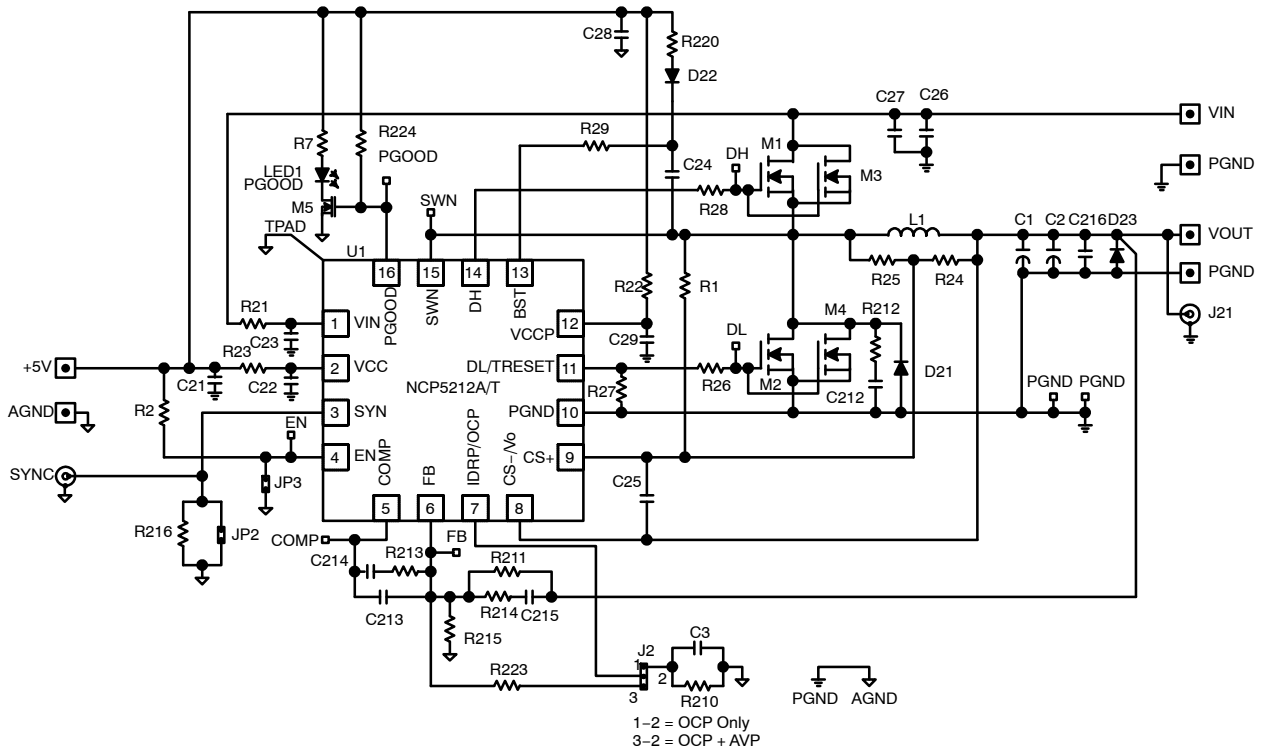 C28
R220
D22
C27
C26
VIN
R7
R224
PGOOD
R29
M1
LED1
PGOOD
DH
C24
M3
PGND
M5
SWN
R28
TPAD
L1
C1
C2
C216
D23
VOUT
U1
16
15
14
13
R25
R24
PGND
PGOOD
SWN
DH
BST
R22
R1
R21
1
VIN
VCCP
12
M4
R212
J21
C23
DL
C29
R23
+5V
2
VCC
DL/TRESET
11
D21
C21
C22
NCP5212A/T
R26
M2
PGND
PGND
R2
R27
C212
AGND
3
SYN
PGND
10
EN
4
EN
COMP
FB
IDRP/OCP
CS-/Vo
CS+
9
SYNC
JP3
C25
5
6
7
8
R216
JP2
COMP
FB
C214
R213
R211
C213
R214
C215
R215
C3
J2
R223
1
2
3
R210
PGND
AGND
1-2 = OCP Only
3-2 = OCP + AVP